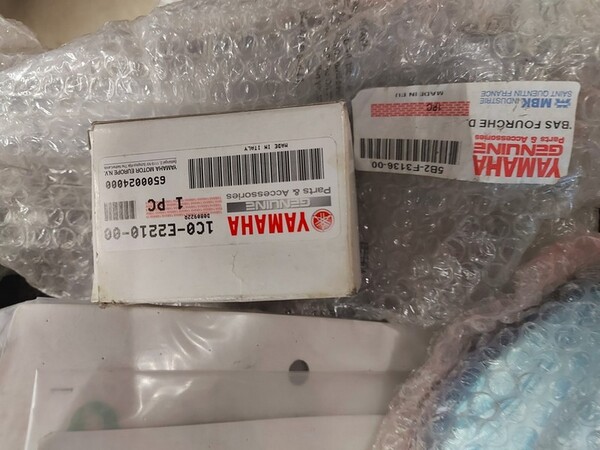 YAMAHA
GENUINE
Parts & Accessories
1C0-E2210-00
1 PC
6500024000
YAMAHA MOTOR EUROPE N.V.
MADE IN ITALY
YAMAHA
GENUINE
Parts & Accessories
5B2-F3136-00
BAS FOURCHE D
1PC
MADE IN EU
MBK INDUSTRIE
SAINT QUENTIN FRANCE